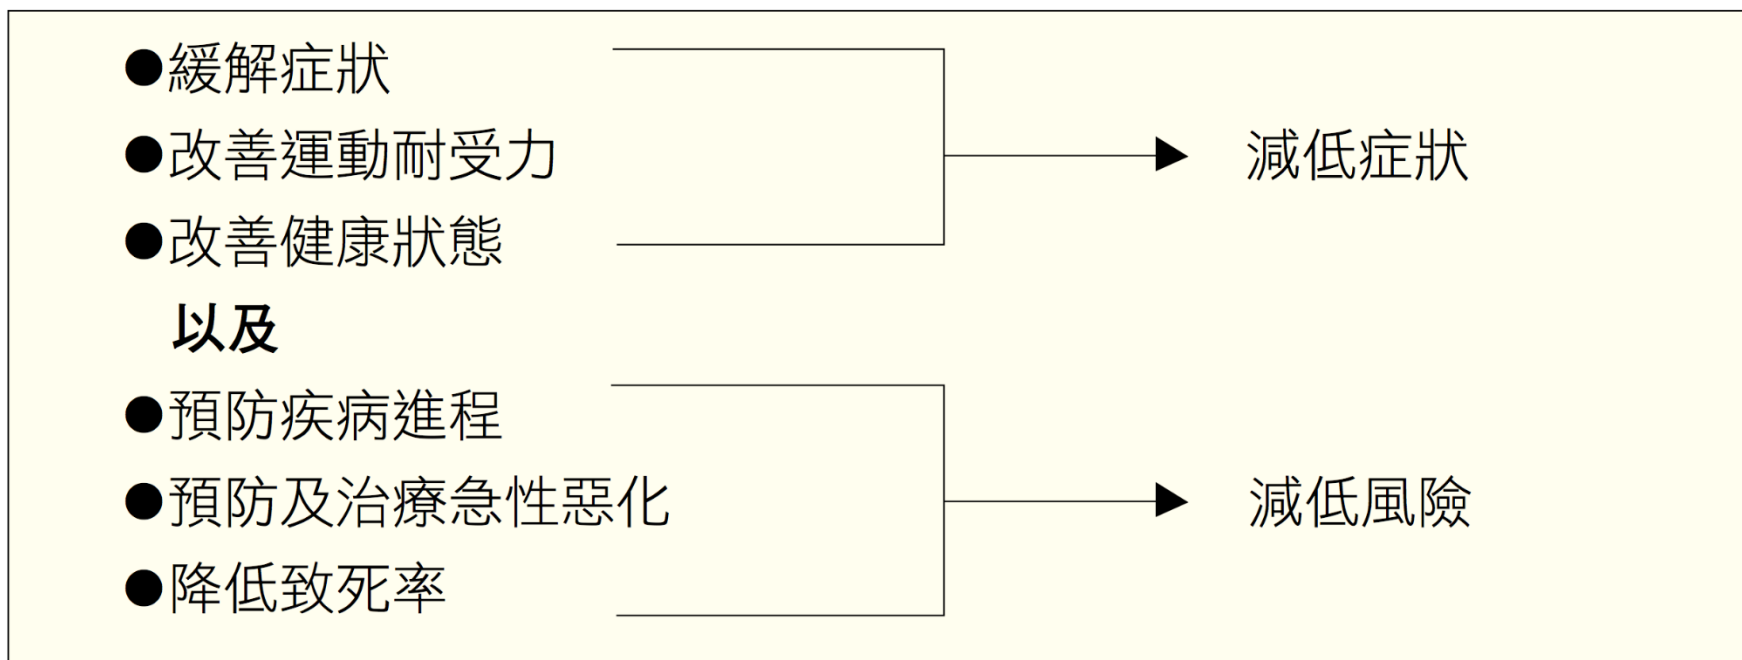 ●緩解症狀
●改善運動耐受力
●改善健康狀態
減低症狀
以及
●預防疾病進程
●預防及治療急性惡化
●降低致死率
減低風險